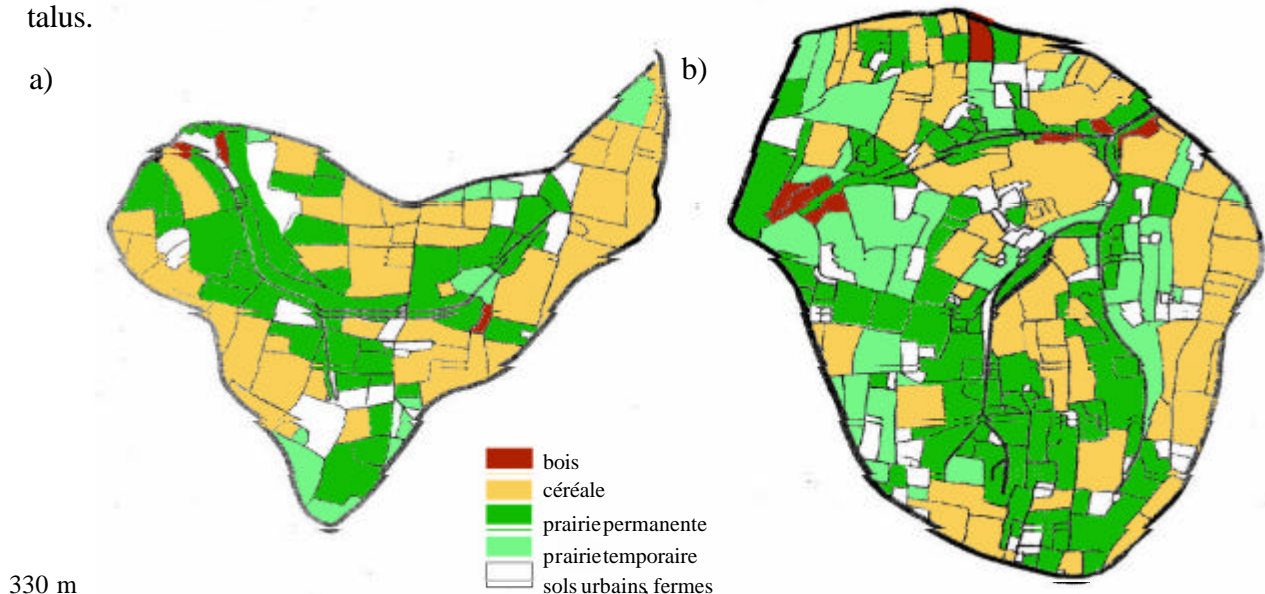 talus.
a)
b)
bois
céréale
prairie permanente
prairie temporaire
sols urbains, fermes
330 m